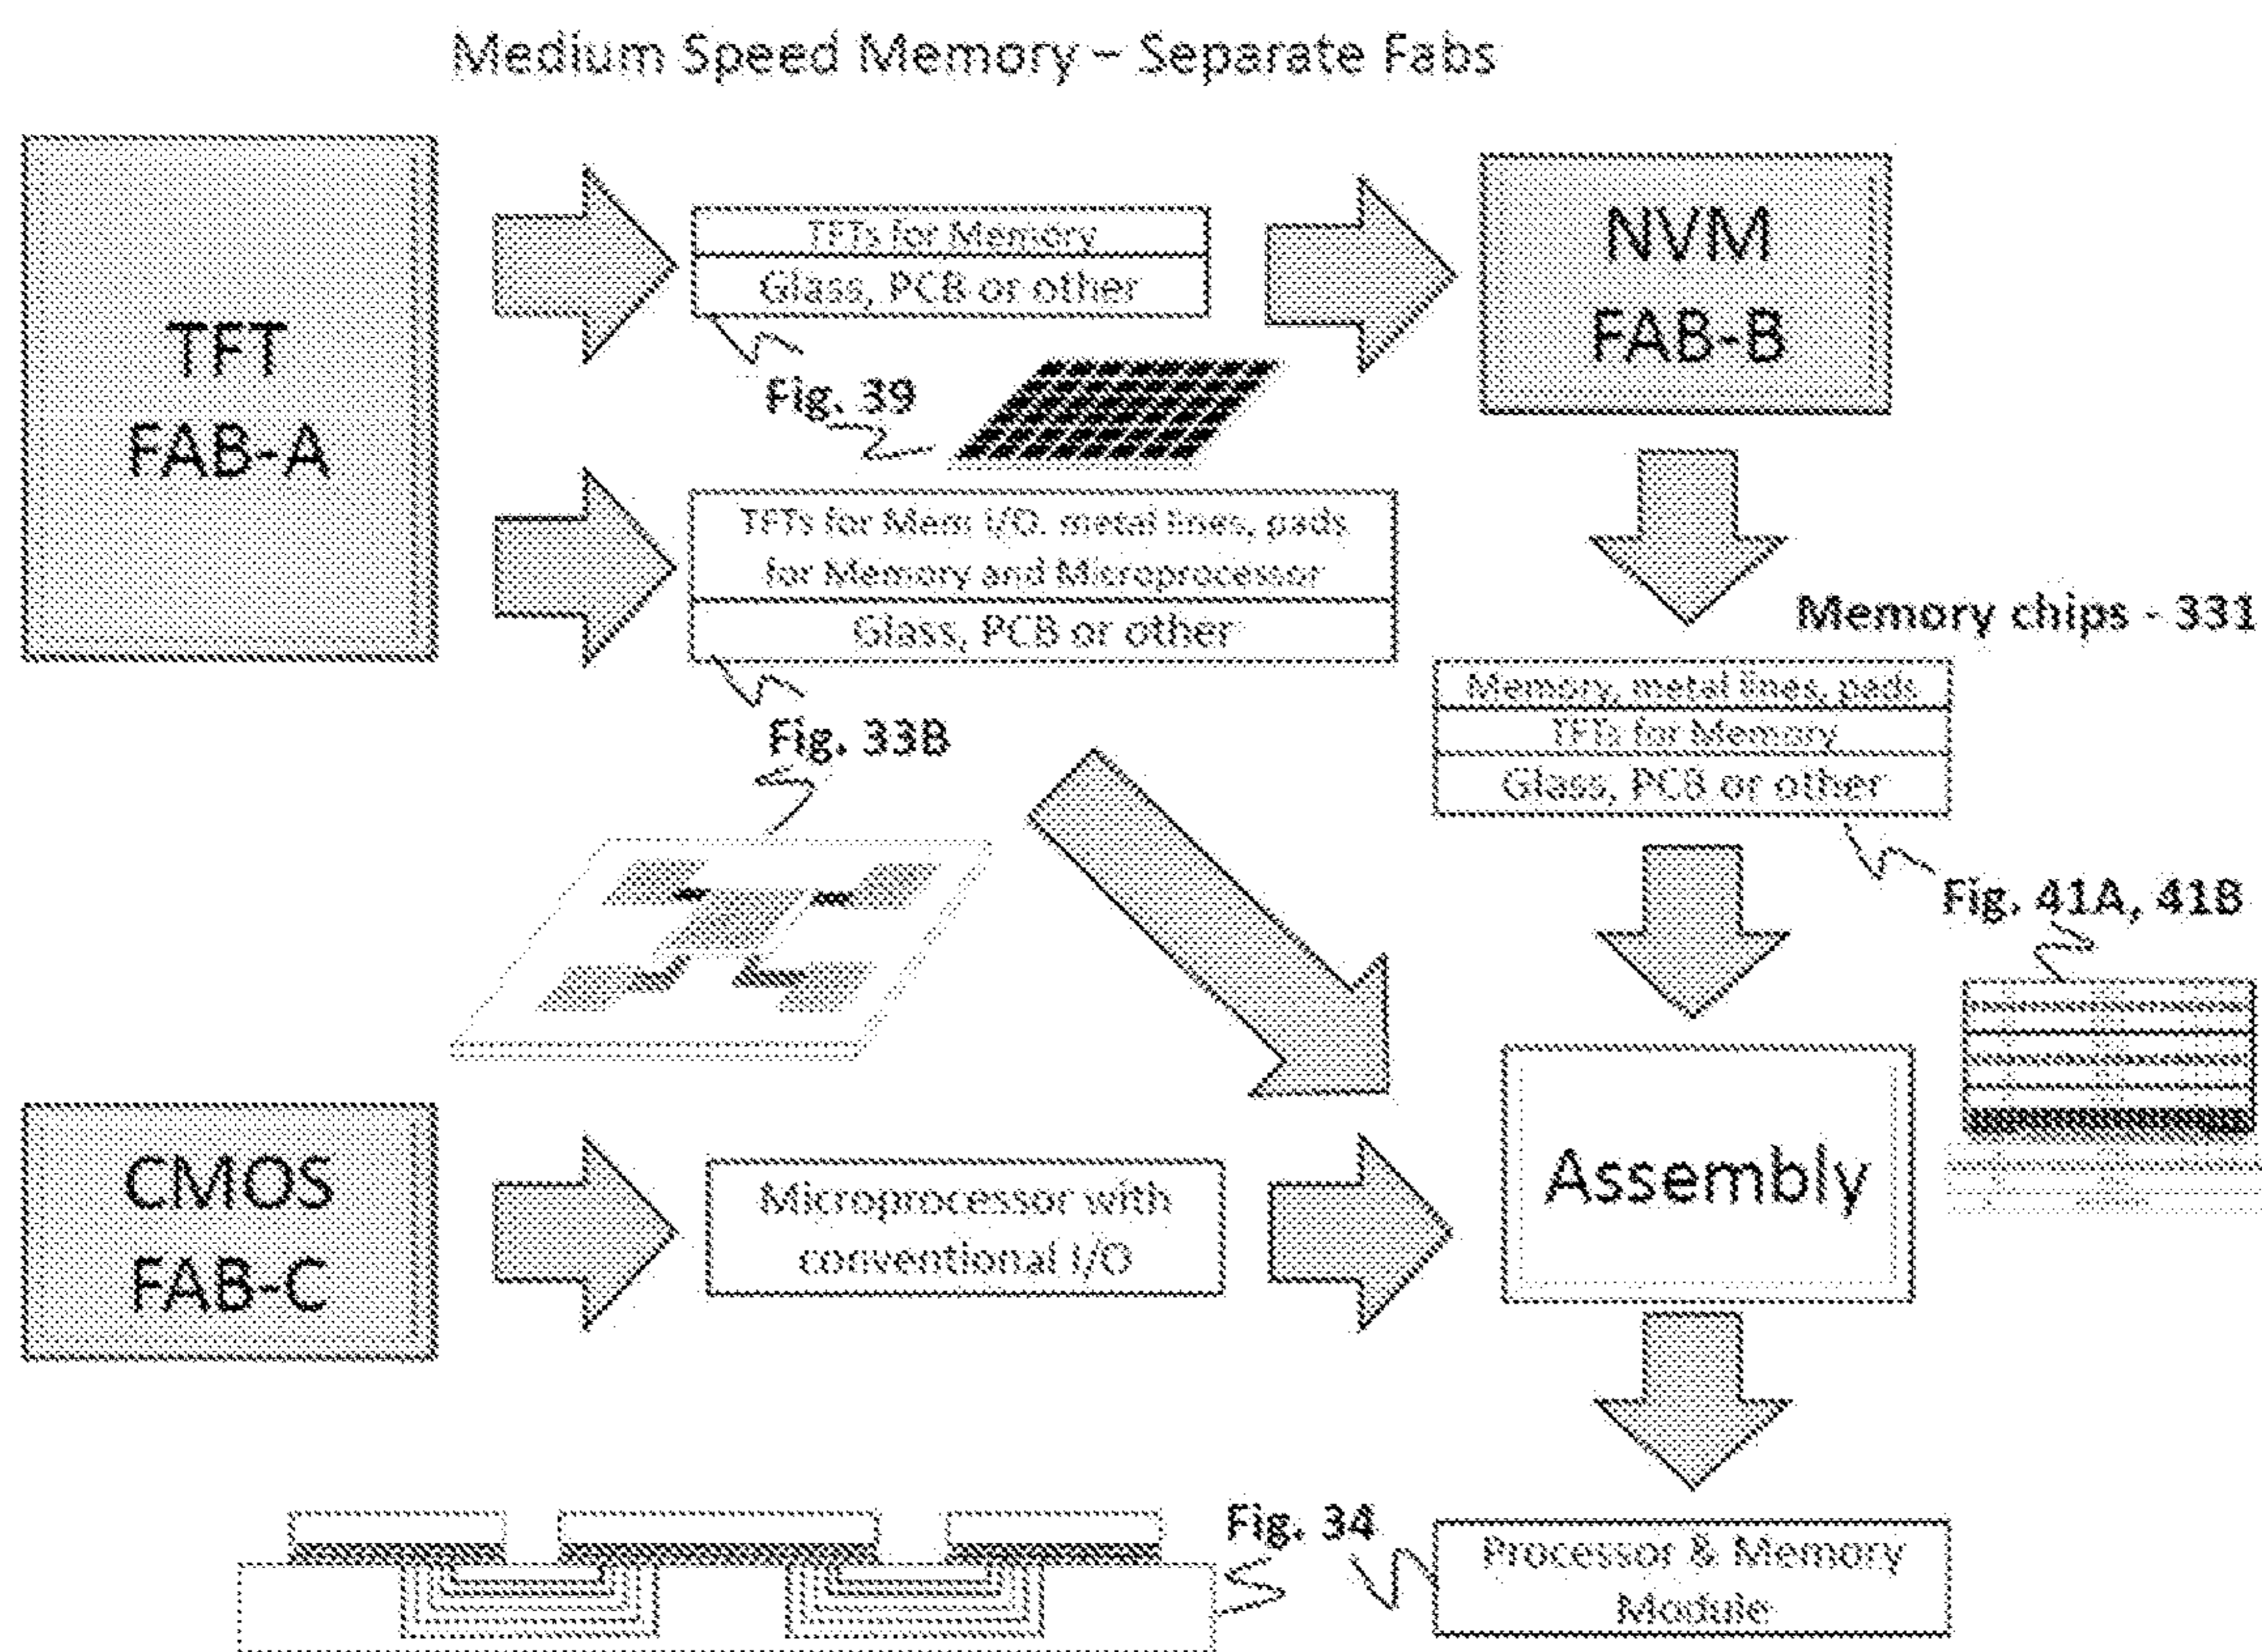 Medium Speed Memory – Separate Fabs
TFT
FAB-A
TFTs for Memory
Glass, PCB or other
NVM
FAB-B
Fig. 39
TFTs for Mem I/O. metal lines, pads
for Memory and Microprocessor
Glass, PCB or other
Memory chips - 331
Memory, metal lines, pads
TFTs for Memory
Glass, PCB or other
Fig. 33B
Fig. 41A, 41B
CMOS
FAB-C
Microprocessor with
conventional I/O
Assembly
Fig. 34
Processor & Memory
Module